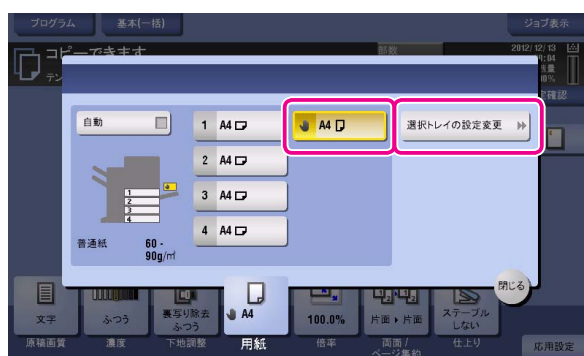 プログラム
基本(一括)
ジョブ表示
コピーできます
部数
2012/12/13
自動
1 A4
A4
選択トレイの設定変更
2 A4
3 A4
4 A4
1
2
3
4
普通紙
60 -
90g/㎡
閉じる
文字
ふつう
裏写り除去
ふつう
A4
100.0%
片面 ▸ 片面
ステープル
しない
原稿画質
濃度
下地調整
用紙
倍率
両面/
ページ集約
仕上り
応用設定